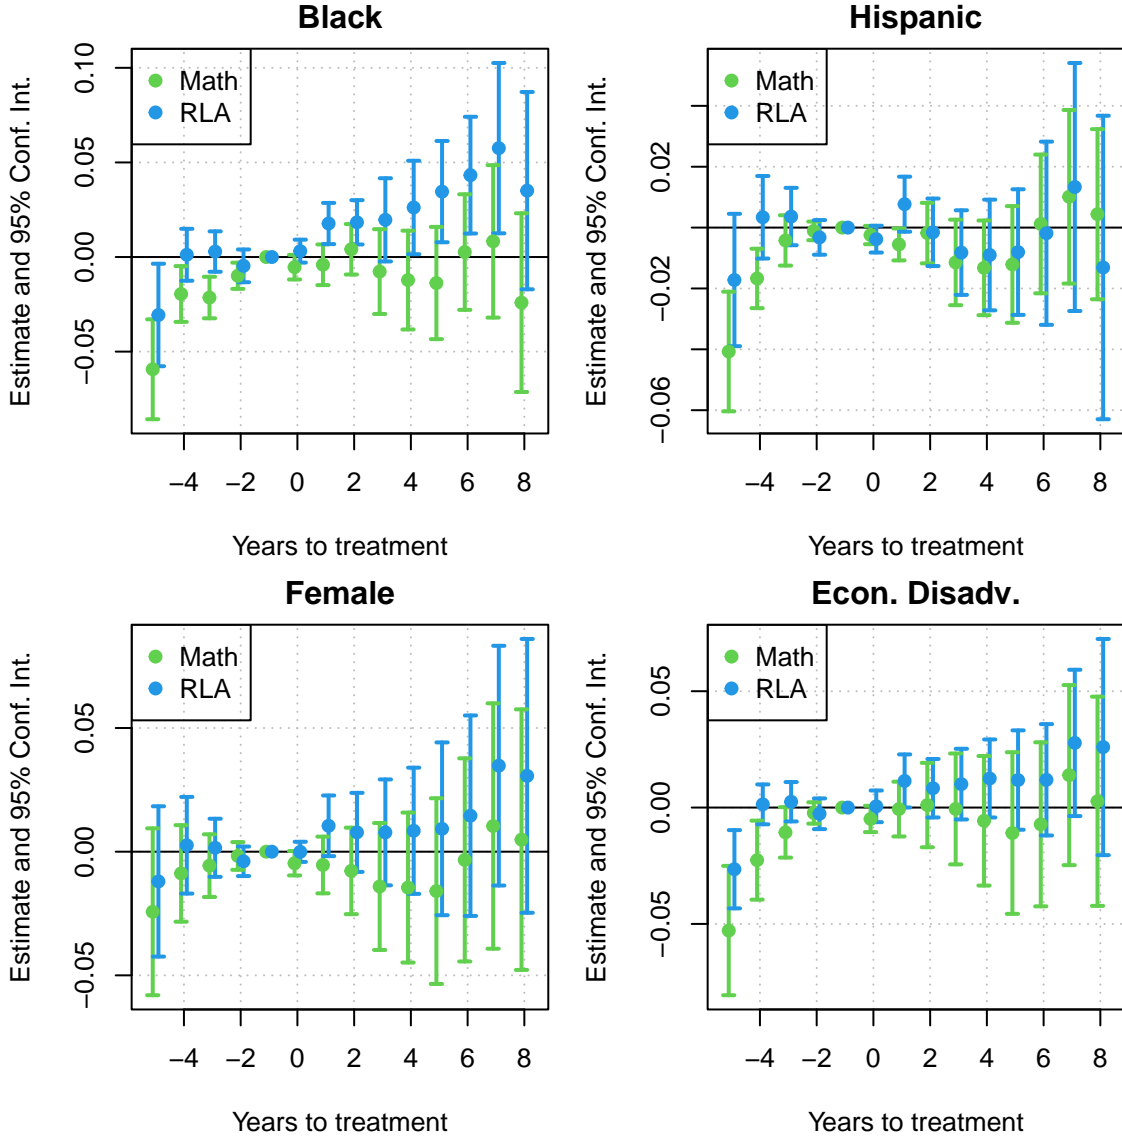 Black
Estimate and 95% Conf. Int.
0.10
0.05
0.00
−0.05
Math
RLA
−4 −2 0 2 4 6 8
Years to treatment
Hispanic
Estimate and 95% Conf. Int.
0.02
−0.02
−0.06
Math
RLA
−4 −2 0 2 4 6 8
Years to treatment
Female
Estimate and 95% Conf. Int.
0.05
0.00
−0.05
Math
RLA
−4 −2 0 2 4 6 8
Years to treatment
Econ. Disadv.
Estimate and 95% Conf. Int.
0.05
0.00
−0.05
Math
RLA
−4 −2 0 2 4 6 8
Years to treatment